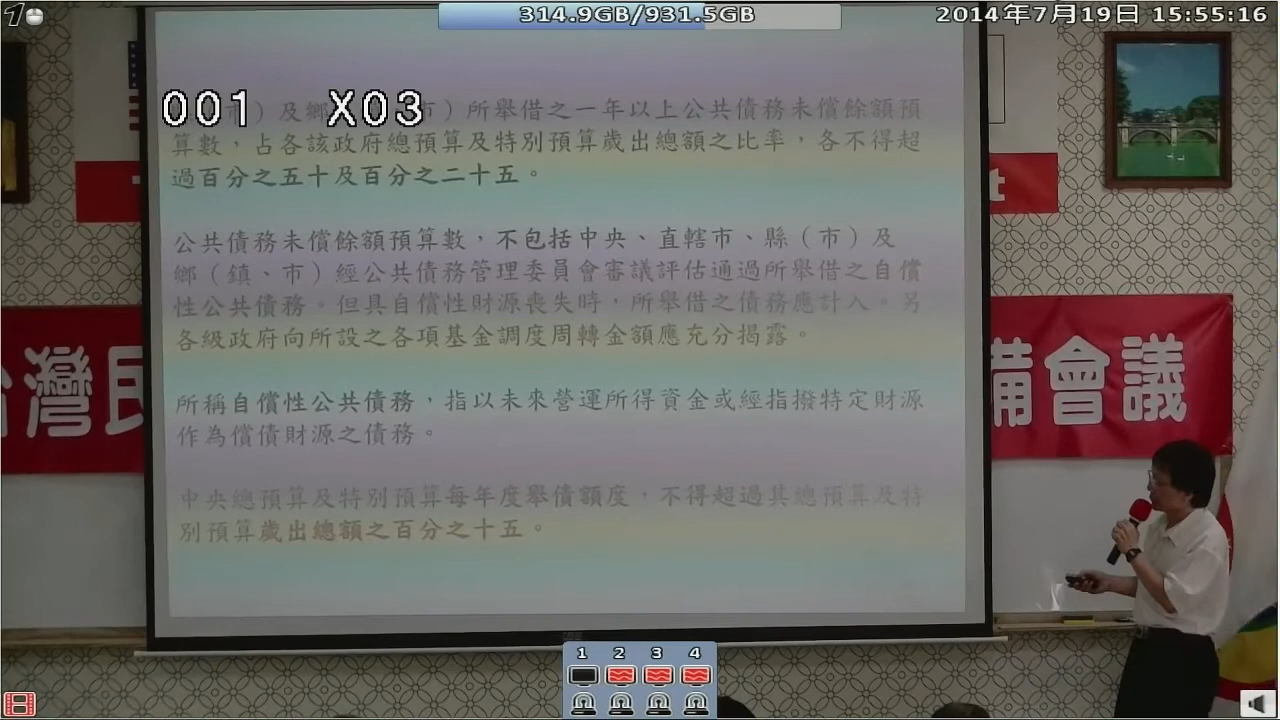 314.9GB/931.5GB
2014年7月19日 15:55:16
001 X03
市）及鄉 市）所舉借之一年以上公共債務未償餘額預
算數，占各該政府總預算及特別預算歲出總額之比率，各不得超
過百分之五十及百分之二十五。
公共債務未償餘額預算數，不包括中央、直轄市、縣（市）及
鄉（鎮、市）經公共債務管理委員會審議評估通過所舉借之自償
性公共債務。但具自償性財源喪失時，所舉借之債務應計入。另
各級政府向所設之各項基金調度周轉金額應充分揭露。
所稱自償性公共債務，指以未來營運所得資金或經指撥特定財源
作為償債財源之債務。
中央總預算及特別預算每年度舉債額度，不得超過其總預算及特
別預算歲出總額之百分之十五。
t
台灣民
備會議
1 2 3 4